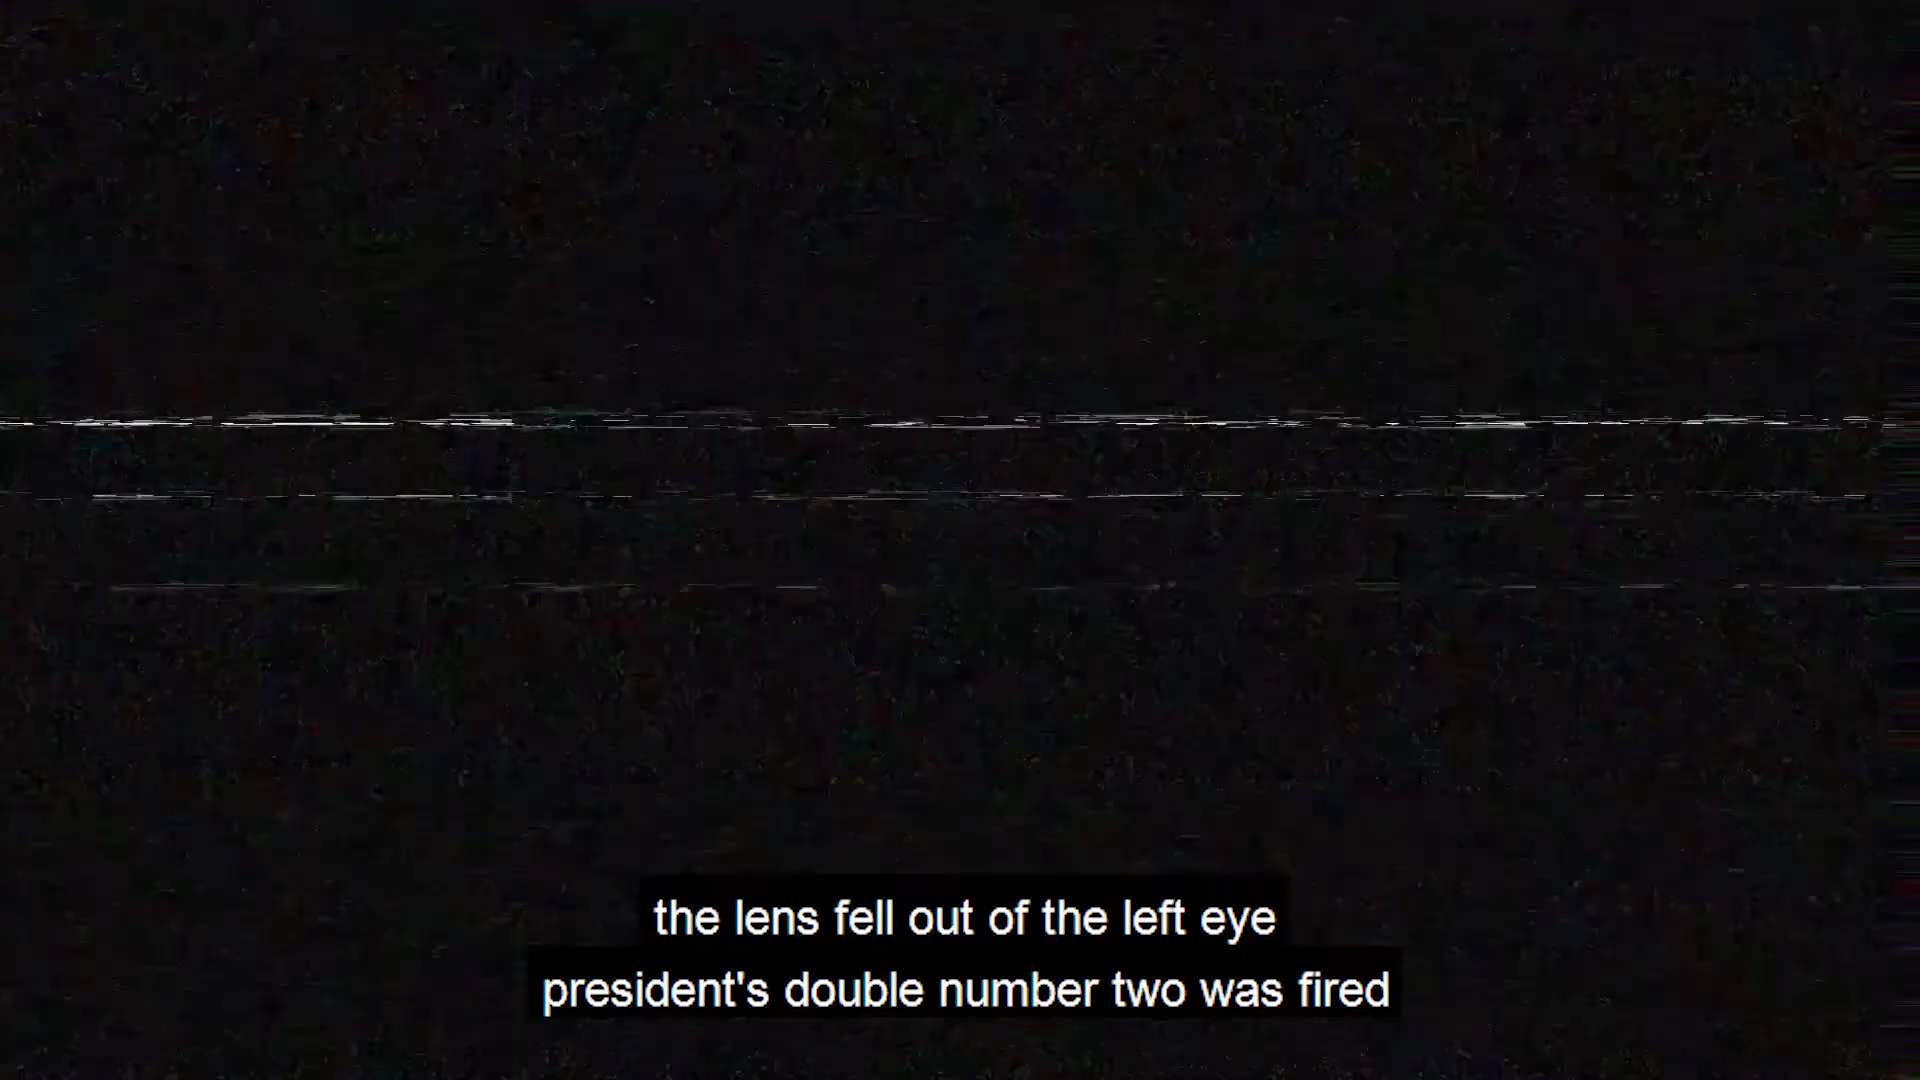 the lens fell out of the left eye
president's double number two was fired